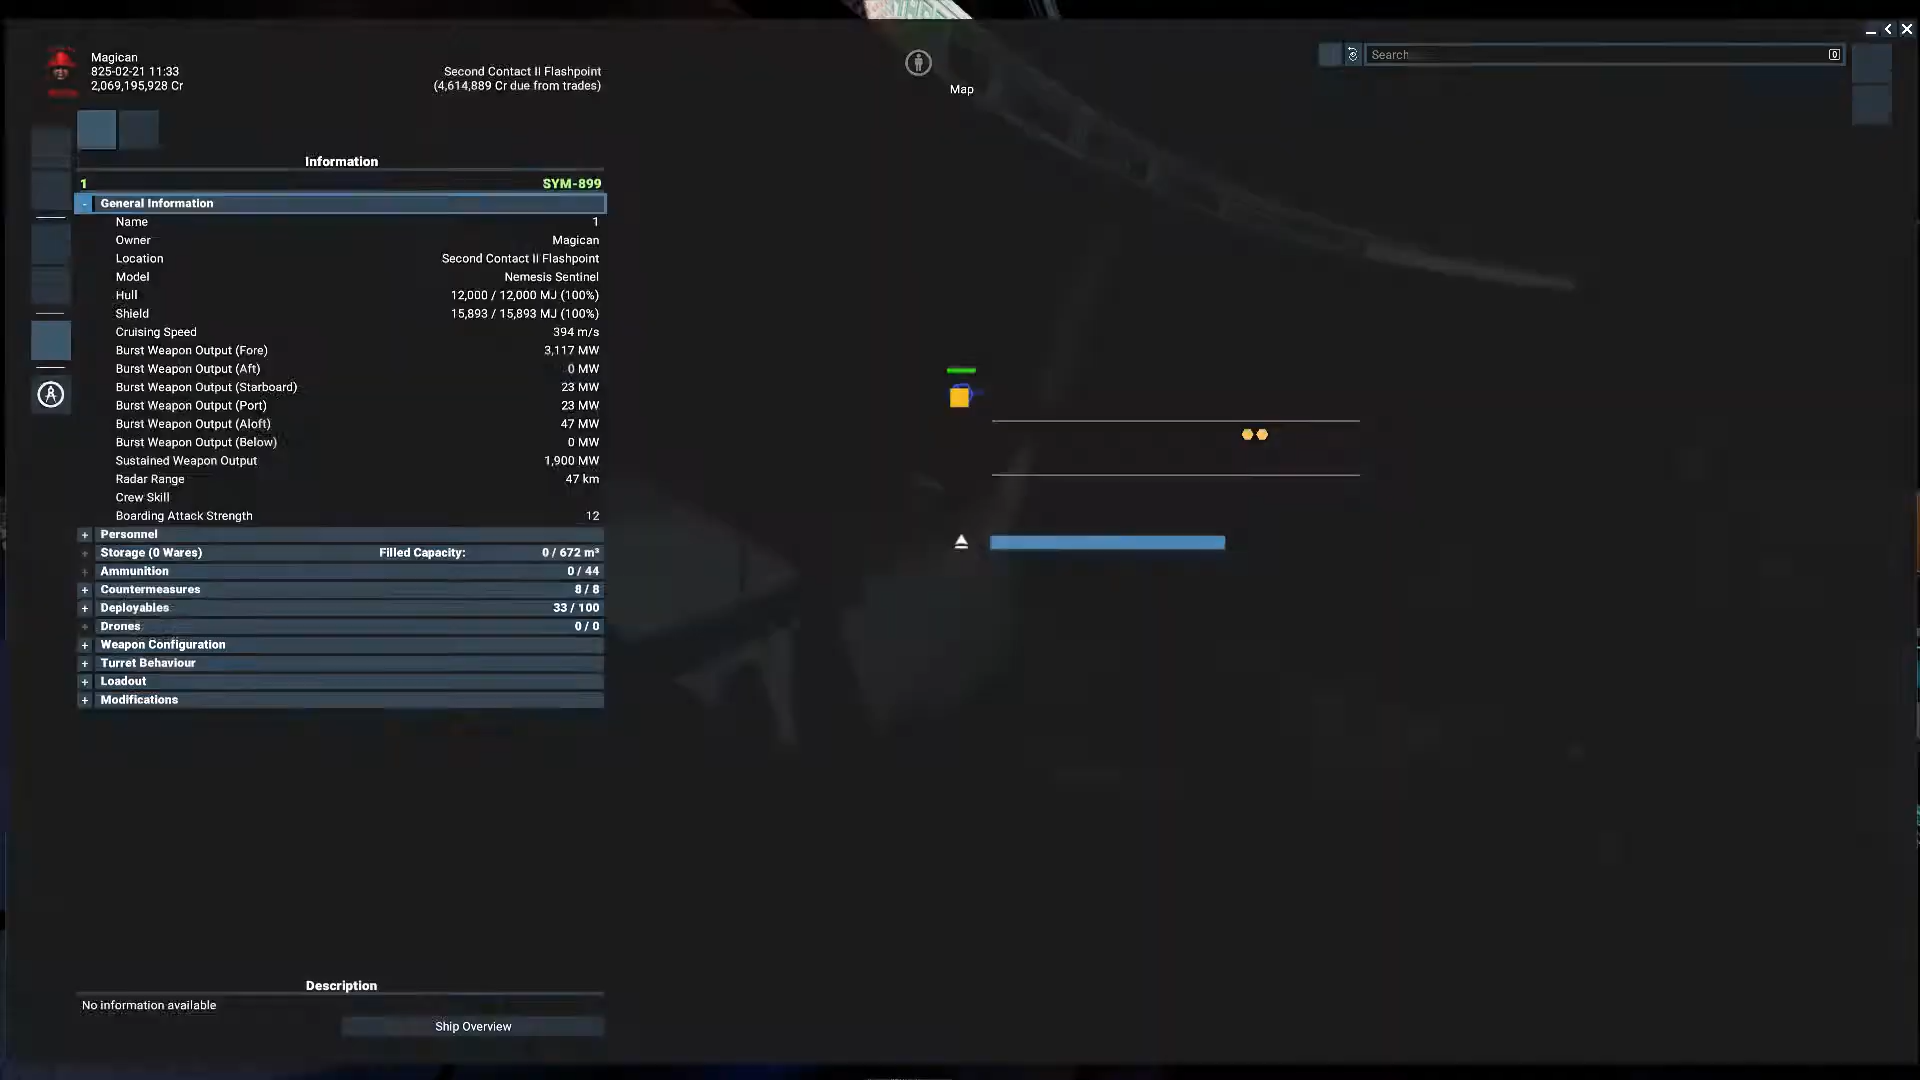 Magican
825-02-21 11:33
2,069,195,928 Cr
Second Contact II Flashpoint
(4,614,889 Cr due from trades)
Map
Search
Information
1 SYM-899
- General Information
Name 1
Owner Magican
Location Second Contact II Flashpoint
Model Nemesis Sentinel
Hull 12,000 / 12,000 MJ (100%)
Shield 15,893 / 15,893 MJ (100%)
Cruising Speed 394 m/s
Burst Weapon Output (Fore) 3,117 MW
Burst Weapon Output (Aft) 0 MW
Burst Weapon Output (Starboard) 23 MW
Burst Weapon Output (Port) 23 MW
Burst Weapon Output (Aloft) 47 MW
Burst Weapon Output (Below) 0 MW
Sustained Weapon Output 1,900 MW
Radar Range 47 km
Crew Skill
Boarding Attack Strength 12
+ Personnel
+ Storage (0 Wares) Filled Capacity: 0 / 672 m³
+ Ammunition 0 / 44
+ Countermeasures 8 / 8
+ Deployables 33 / 100
+ Drones 0 / 0
+ Weapon Configuration
+ Turret Behaviour
+ Loadout
+ Modifications
Description
No information available
Ship Overview